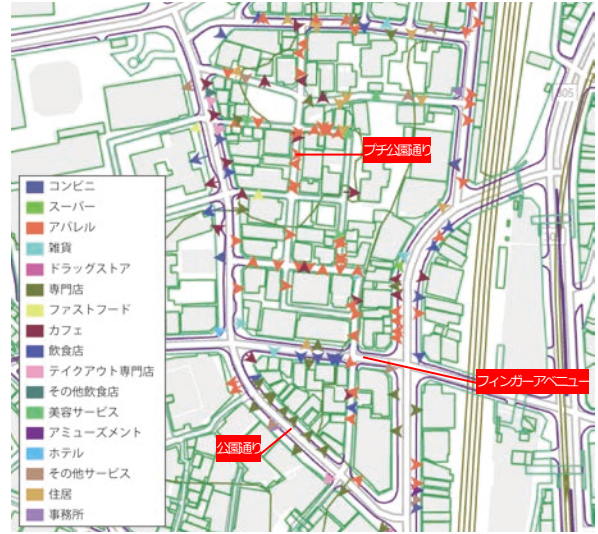 プチ公園通り
305
コンビニ
スーパー
アパレル
雑貨
ドラッグストア
専門店
ファストフード
カフェ
飲食店
テイクアウト専門店
その他飲食店
美容サービス
アミューズメント
ホテル
その他サービス
住居
事務所
フィンガーアベニュー
公園通り